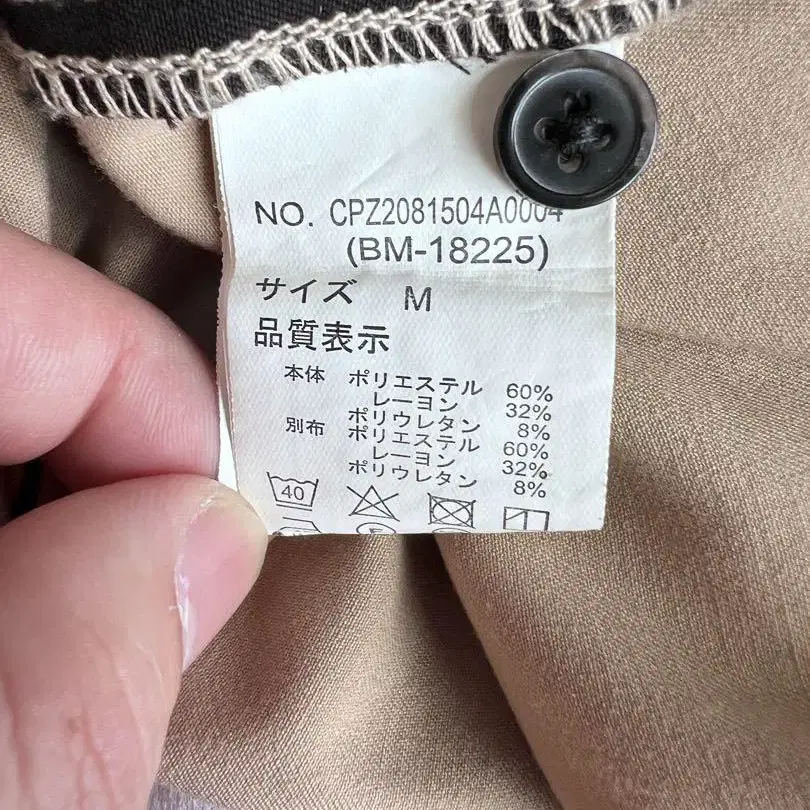 NO. CPZ2081504A0004
(BM-18225)
サイズ M
品質表示
本体 ポリエステル 60%
レーヨン 32%
ポリウレタン 8%
別布 ポリエステル 60%
レーヨン 32%
ポリウレタン 8%
40